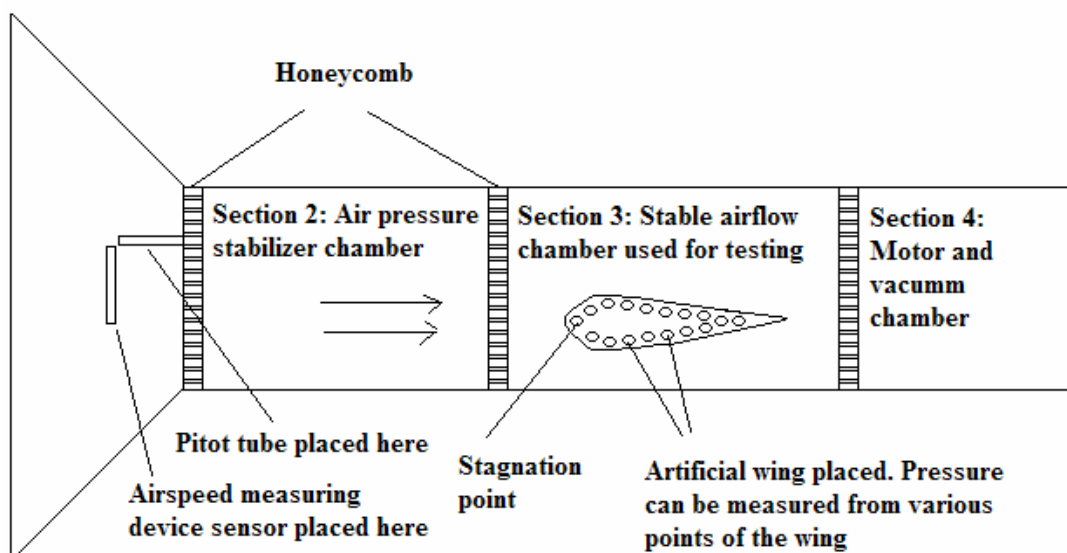 Honeycomb
Section 2: Air pressure
stabilizer chamber
Section 3: Stable airflow
chamber used for testing
Section 4:
Motor and
vacumm
chamber
Pitot tube placed here
Airspeed measuring
device sensor placed here
Stagnation
point
Artificial wing placed. Pressure
can be measured from various
points of the wing